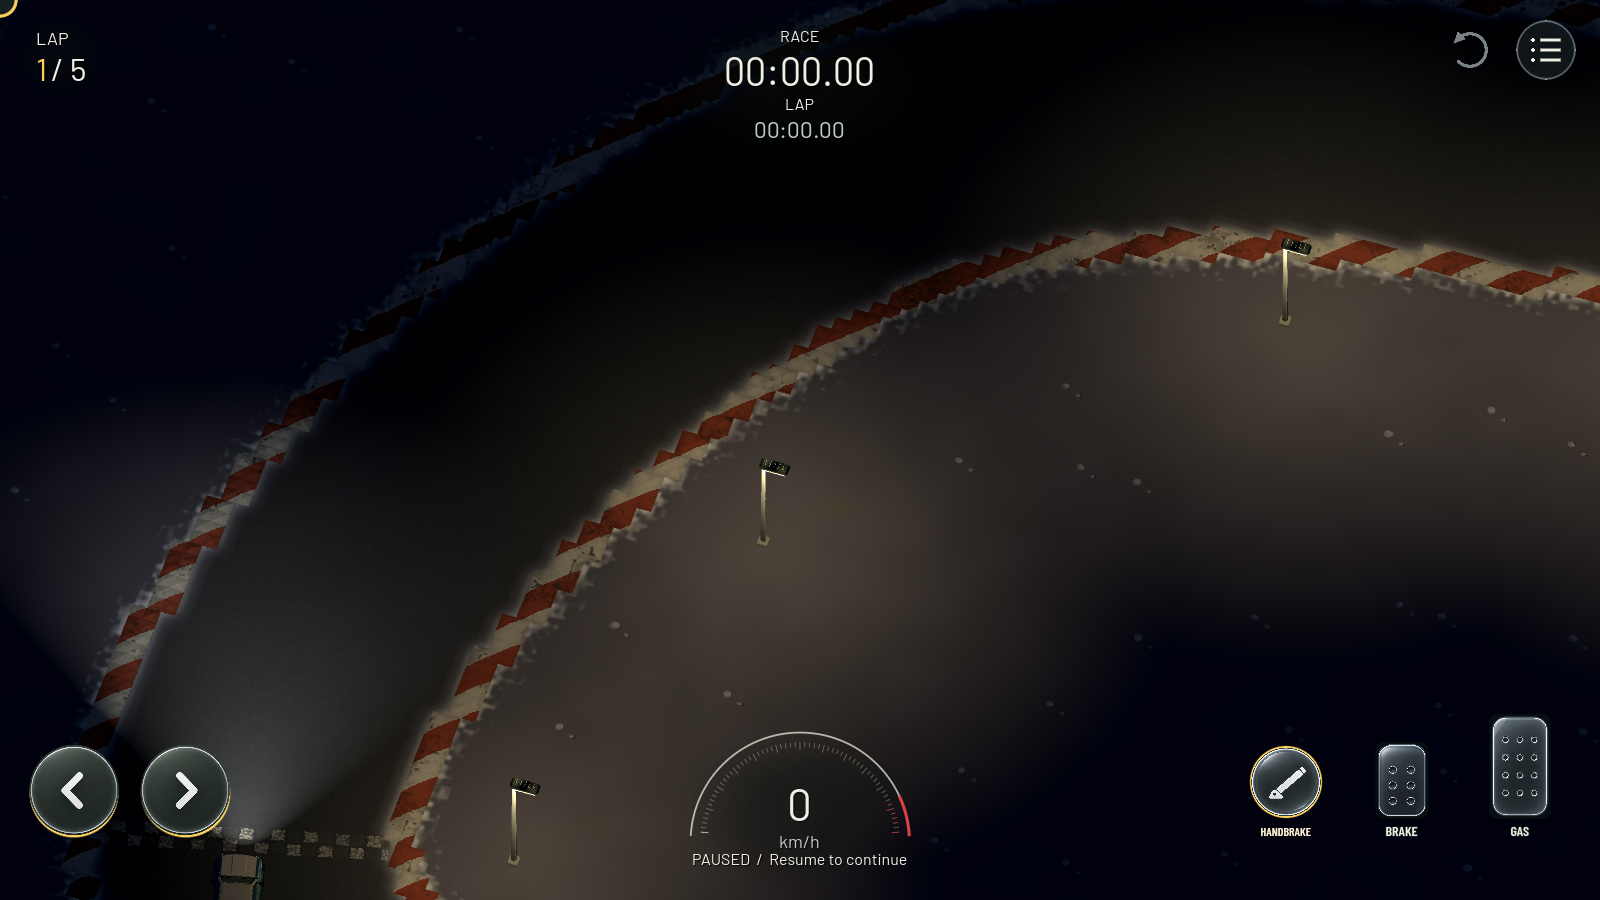 LAP
1/ 5
RACE
00:00.00
LAP
00:00.00
0
km/h
PAUSED / Resume to continue
HANDBRAKE
BRAKE
GAS